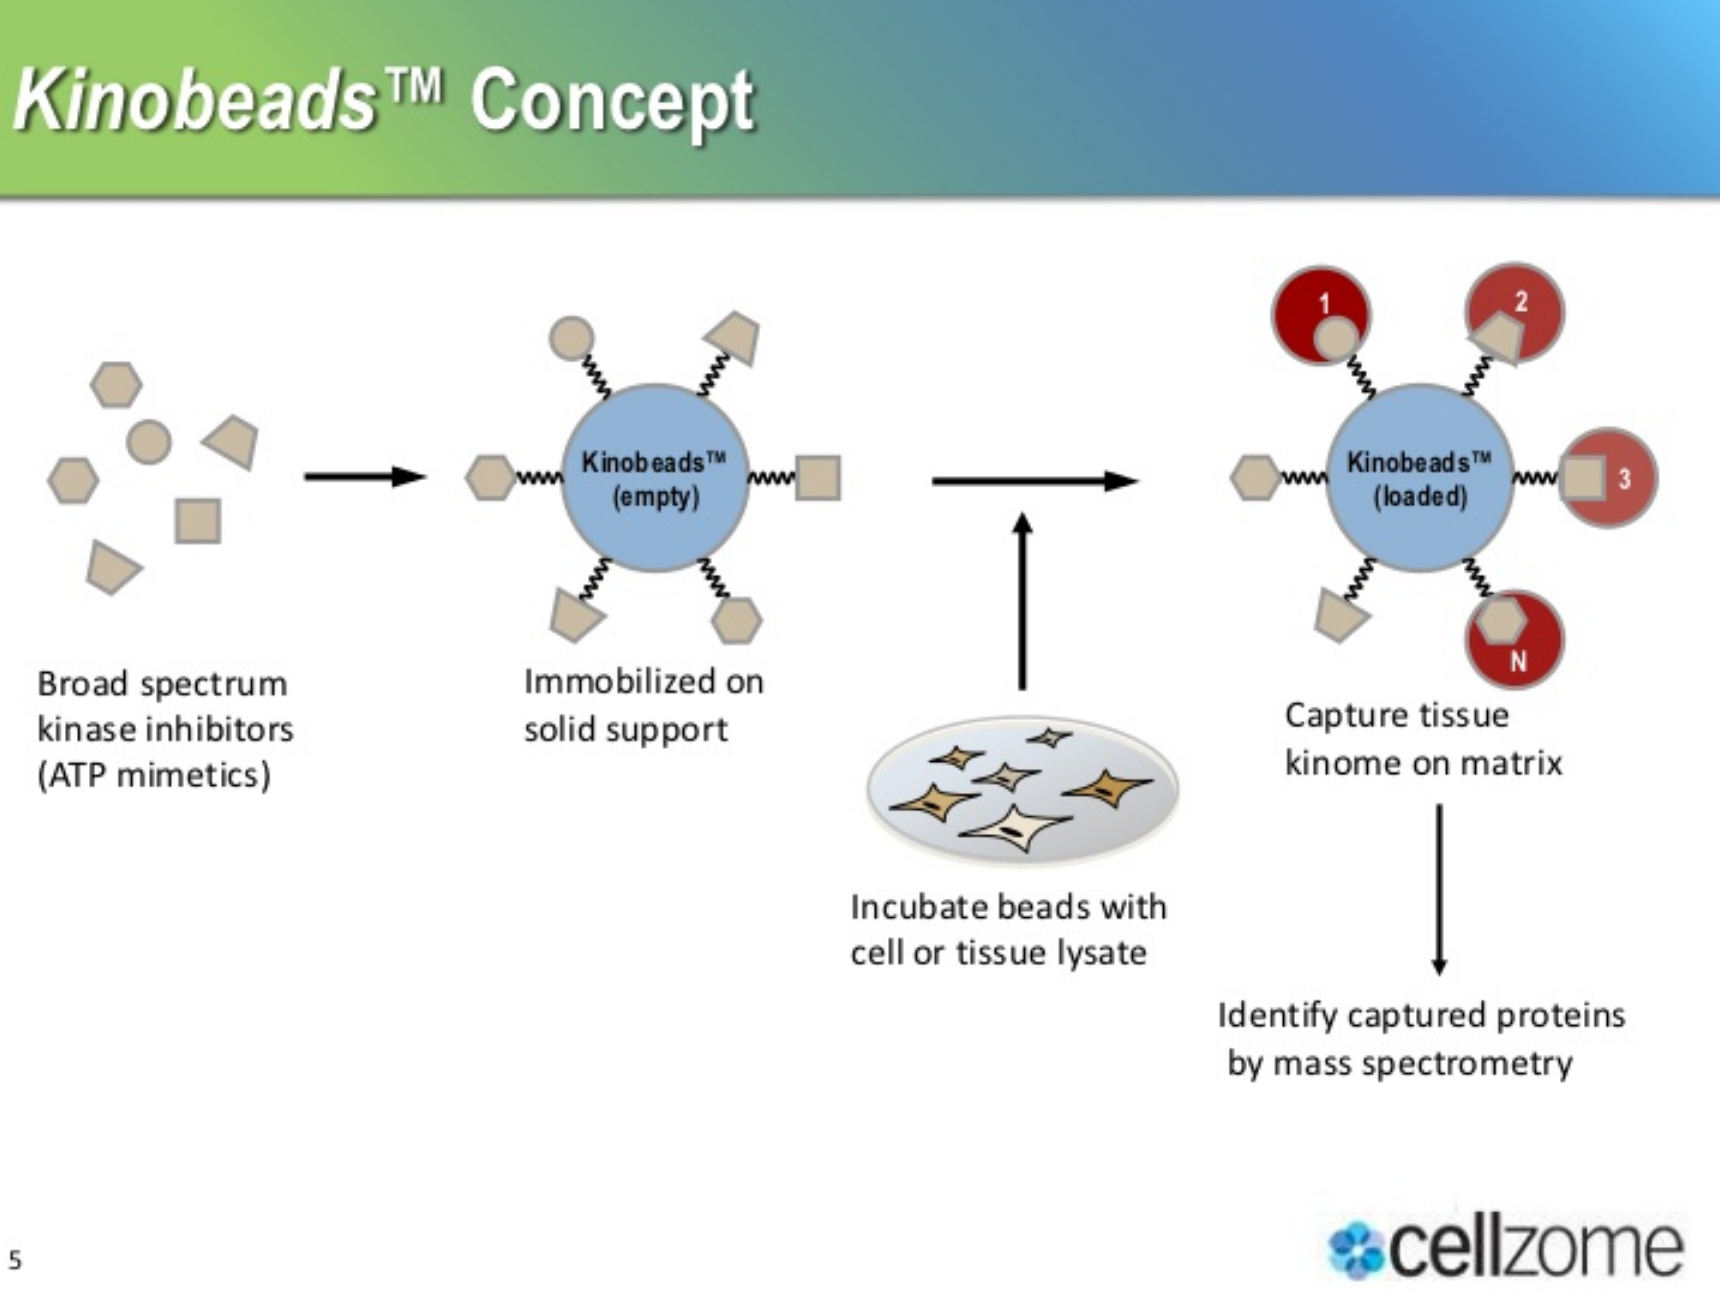 Kinobeads™ Concept
Broad spectrum
kinase inhibitors
(ATP mimetics)
Kinobeads™
(empty)
Immobilized on
solid support
Incubate beads with
cell or tissue lysate
1
2
Kinobeads™
(loaded)
3
N
Capture tissue
kinome on matrix
Identify captured proteins
by mass spectrometry
5
cellzome